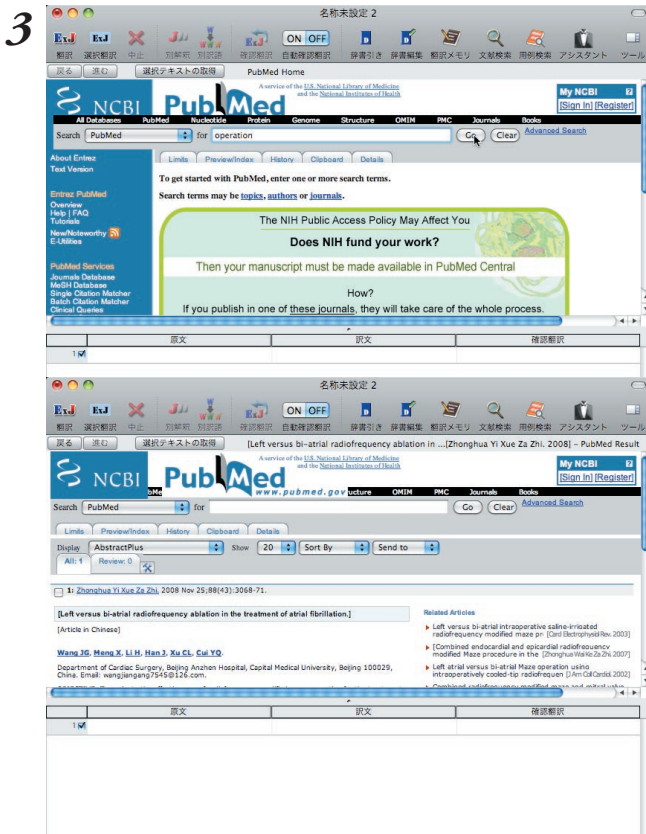 3
名称未設定 2
翻訳 選択翻訳 中止 別解釈 別訳語 確認翻訳 自動確認翻訳 辞書引き 辞書編集 翻訳メモリ 文献検索 用例検索 アシスタント ツール
戻る 進む 選択テキストの取得 PubMed Home
A service of the U.S. National Library of Medicine
and the National Institutes of Health
My NCBI
[Sign In] [Register]
NCBI PubMed
All Databases PubMed Nucleotide Protein Genome Structure OMIM PMC Journals Books
Search PubMed for operation Go Clear Advanced Search
Limits Preview/Index History Clipboard Details
About Entrez
Text Version
Entrez PubMed
Overview
Help | FAQ
Tutorials
New/Noteworthy
E-Utilities
PubMed Services
Journals Database
MeSH Database
Single Citation Matcher
Batch Citation Matcher
Clinical Queries
To get started with PubMed, enter one or more search terms.
Search terms may be topics, authors or journals.
The NIH Public Access Policy May Affect You
Does NIH fund your work?
Then your manuscript must be made available in PubMed Central
How?
If you publish in one of these journals, they will take care of the whole process.
原文 訳文 確認翻訳
1
名称未設定 2
翻訳 選択翻訳 中止 別解釈 別訳語 確認翻訳 自動確認翻訳 辞書引き 辞書編集 翻訳メモリ 文献検索 用例検索 アシスタント ツール
戻る 進む 選択テキストの取得 [Left versus bi-atrial radiofrequency ablation in ...[Zhonghua Yi Xue Za Zhi. 2008] - PubMed Result
A service of the U.S. National Library of Medicine
and the National Institutes of Health
My NCBI
[Sign In] [Register]
NCBI PubMed
www.pubmed.gov ucture OMIM PMC Journals Books
Search PubMed for Go Clear Advanced Search
Limits Preview/Index History Clipboard Details
Display AbstractPlus Show 20 Sort By Send to
All: 1 Review: 0
1: Zhonghua Yi Xue Za Zhi. 2008 Nov 25;88(43):3068-71.
[Left versus bi-atrial radiofrequency ablation in the treatment of atrial fibrillation.]
[Article in Chinese]
Wang JG, Meng X, Li H, Han J, Xu CL, Cui YQ.
Department of Cardiac Surgery, Beijing Anzhen Hospital, Capital Medical University, Beijing 100029,
China. Email: wangjiangang7545@126.com.
Related Articles
Left versus bi-atrial intraoperative saline-irrigated
radiofrequency modified maze pr [Card Electrophysiol Rev. 2003]
[Combined endocardial and epicardial radiofrequency
modified Maze procedure in the [Zhonghua Wai Ke Za Zhi. 2007]
Left atrial versus bi-atrial Maze operation using
intraoperatively cooled-tip radiofrequen [J Am Coll Cardiol. 2002]
原文 訳文 確認翻訳
1